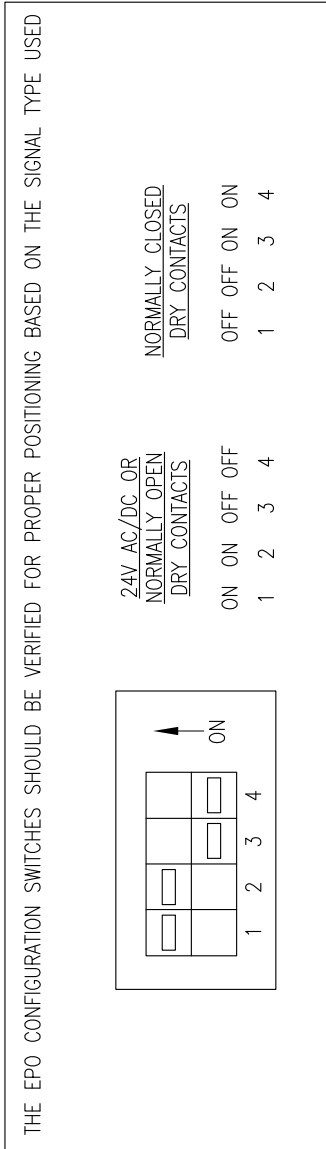 THE EPO CONFIGURATION SWITCHES SHOULD BE VERIFIED FOR PROPER POSITIONING BASED ON THE SIGNAL TYPE USED
ON
1 2 3 4
24V AC/DC OR
NORMALLY OPEN
DRY CONTACTS
ON ON OFF OFF
1 2 3 4
NORMALLY CLOSED
DRY CONTACTS
OFF OFF ON ON
1 2 3 4